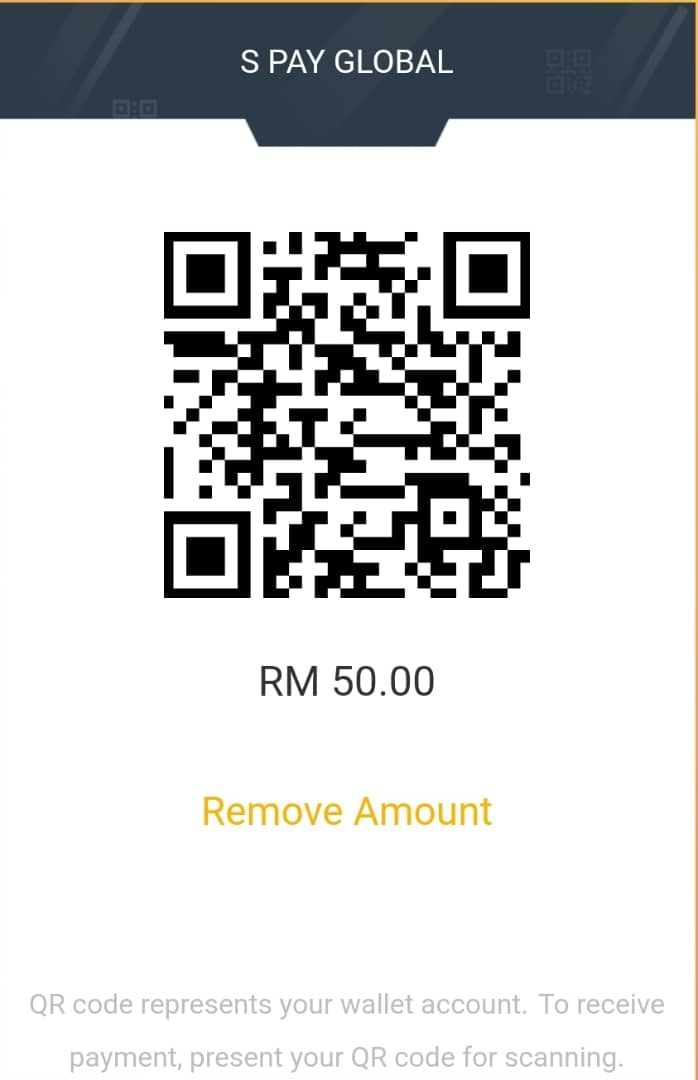 S PAY GLOBAL
RM 50.00
Remove Amount
QR code represents your wallet account. To receive
payment, present your QR code for scanning.